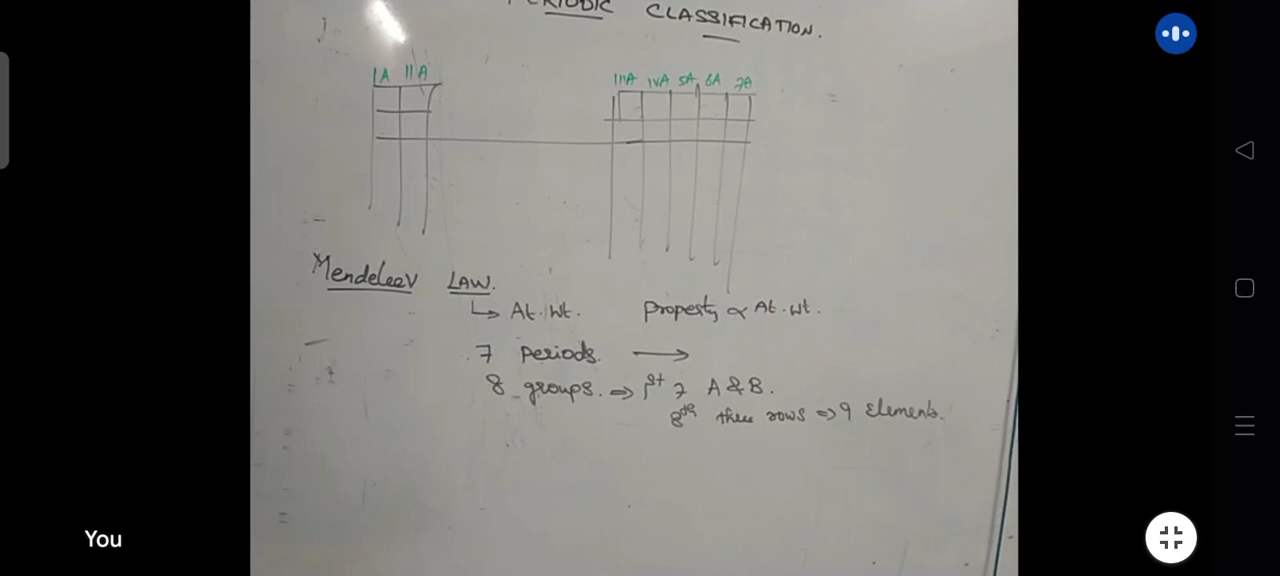 PERIODIC CLASSIFICATION.
IA IIA IIIA IVA 5A 6A 7A
Mendeleev LAW.
↳ At. Wt. Property ∝ At. wt.
7 Periods. →
8 groups. ⇒ 1st 7 A & B.
8th three rows ⇒ 9 Elements.
You